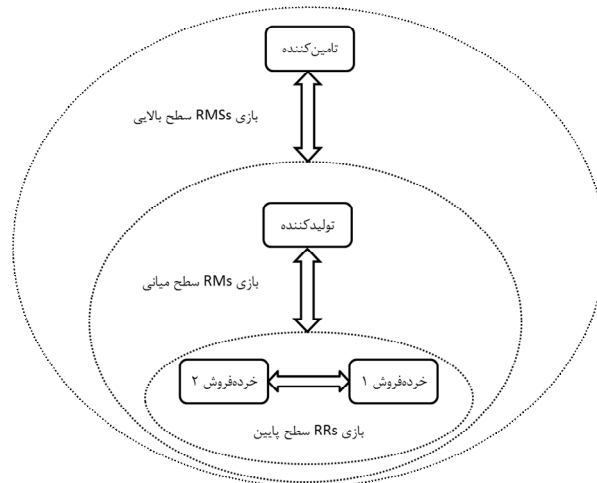 تامین‌کننده
بازی RMSs سطح بالایی
تولیدکننده
بازی RMs سطح میانی
خرده‌فروش ۱
خرده‌فروش ۲
بازی RRs سطح پایین